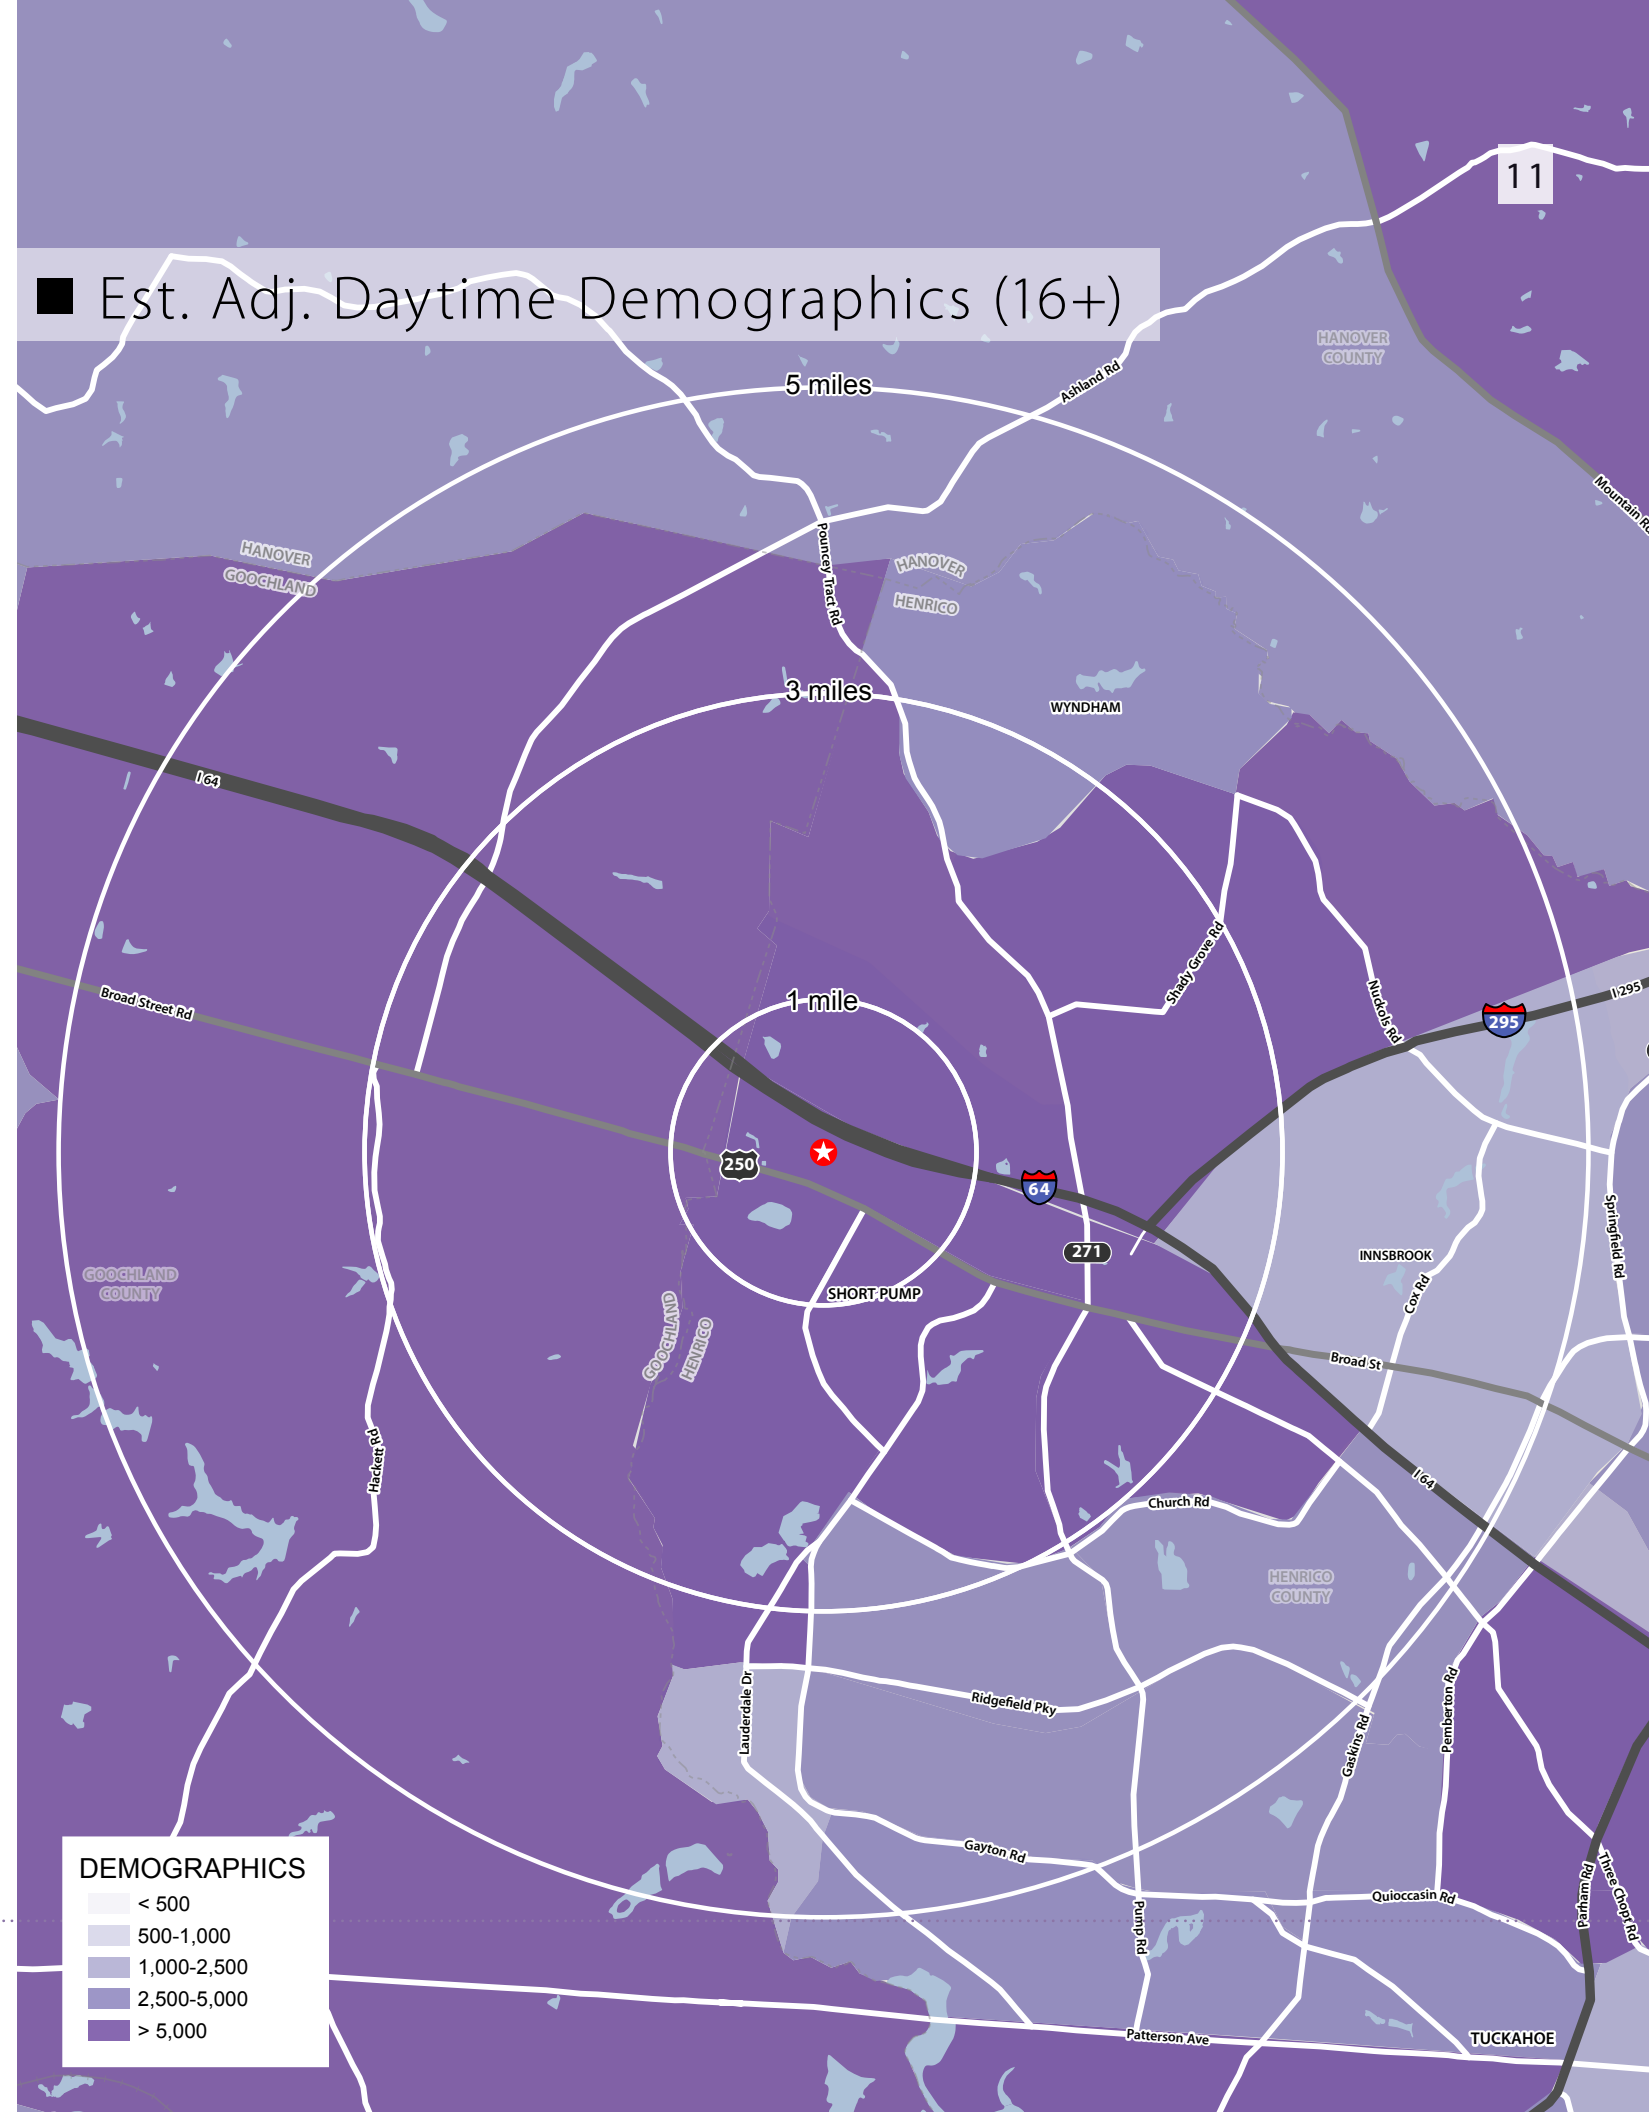 11
Est. Adj. Daytime Demographics (16+)
HANOVER
COUNTY
Ashland Rd
5 miles
Mountain Rd
HANOVER
GOOCHLAND
Pouncey Tract Rd
HANOVER
HENRICO
3 miles
WYNDHAM
I 64
Shady Grove Rd
Nuckols Rd
Broad Street Rd
1 mile
I 295
295
250
64
271
Springfield Rd
INNSBROOK
GOOCHLAND
COUNTY
Cox Rd
SHORT PUMP
GOOCHLAND
HENRICO
Broad St
Hackett Rd
I 64
Church Rd
HENRICO
COUNTY
Lauderdale Dr
Ridgefield Pky
Gaskins Rd
Pemberton Rd
Gayton Rd
Quioccasin Rd
Parham Rd
Three Chopt Rd
Pump Rd
Patterson Ave
TUCKAHOE
DEMOGRAPHICS
< 500
500-1,000
1,000-2,500
2,500-5,000
> 5,000